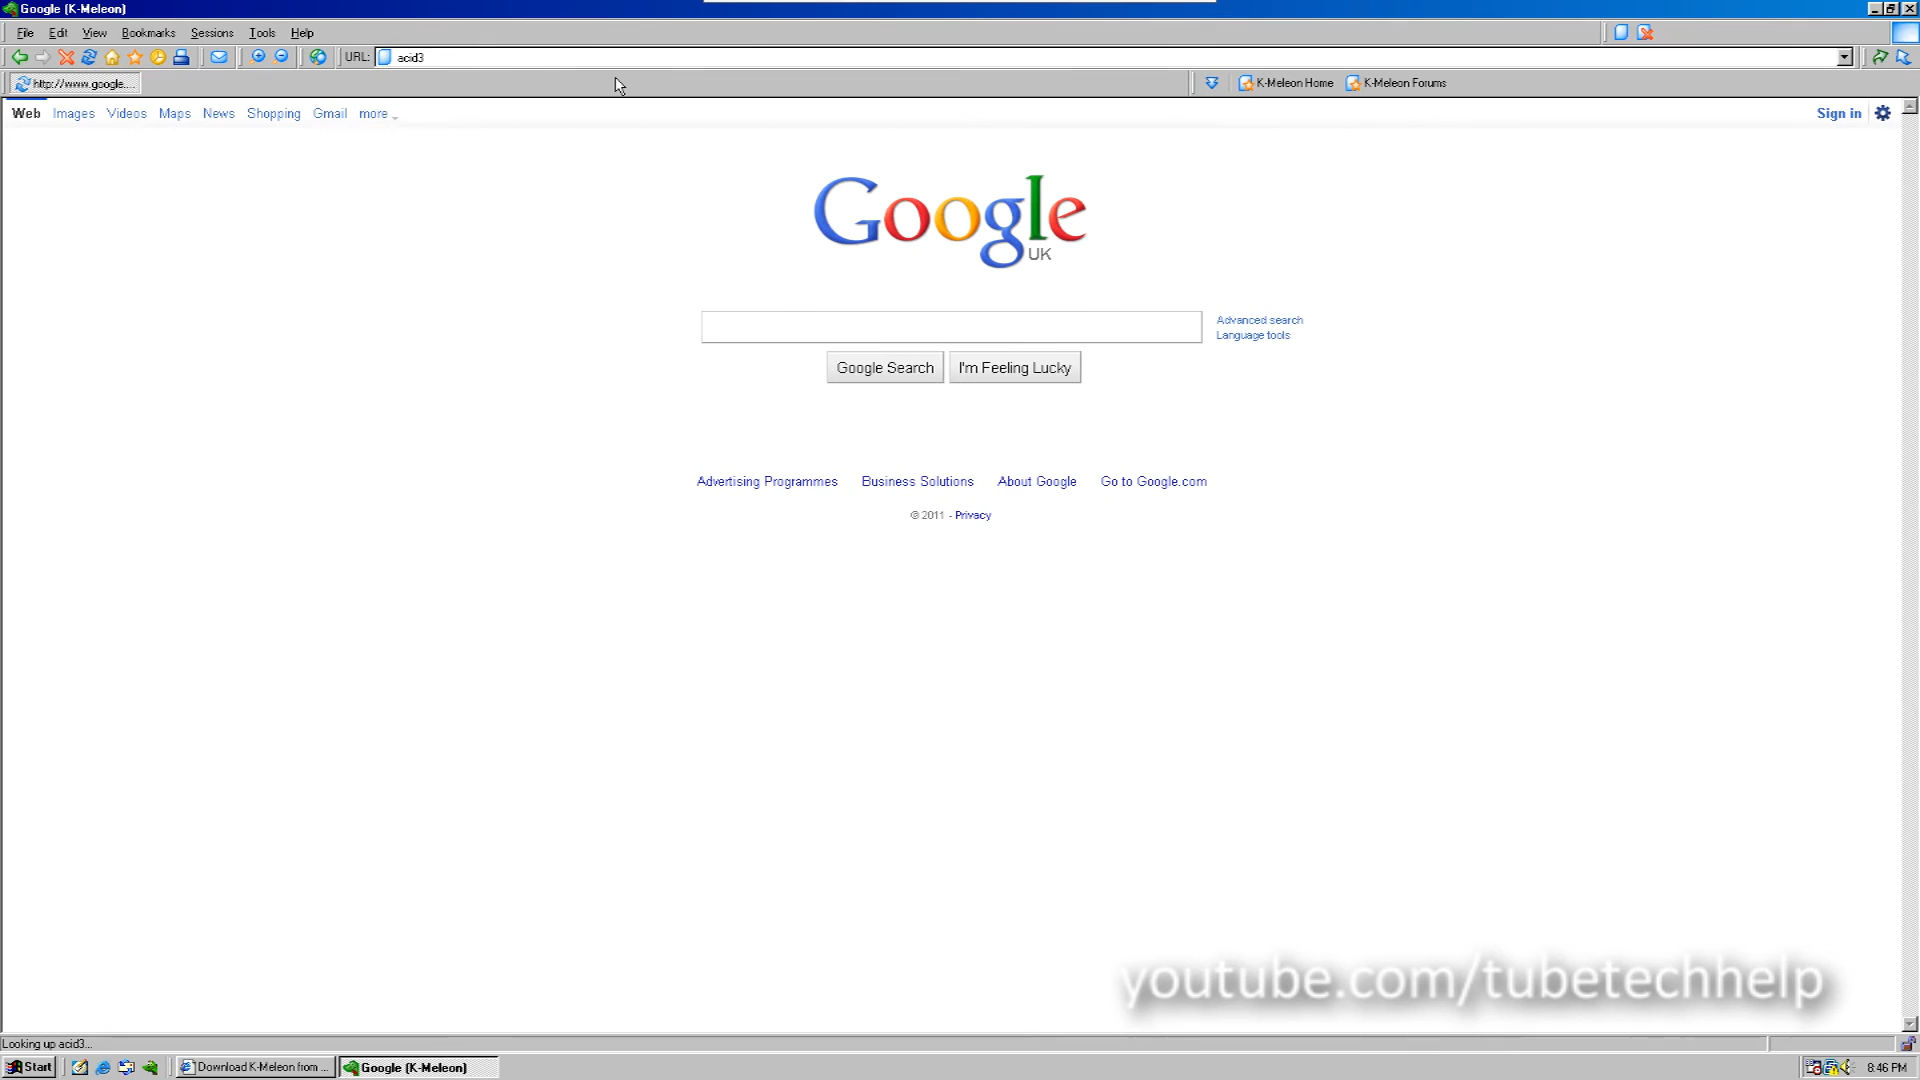 Google (K-Meleon)
File Edit View Bookmarks Sessions Tools Help
URL: acid3
http://www.google.... K-Meleon Home K-Meleon Forums
Web Images Videos Maps News Shopping Gmail more Sign in
Google
UK
Advanced search
Language tools
Google Search I'm Feeling Lucky
Advertising Programmes Business Solutions About Google Go to Google.com
© 2011 - Privacy
youtube.com/tubetechhelp
Looking up acid3...
Start Download K-Meleon from ... Google (K-Meleon) 8:46 PM